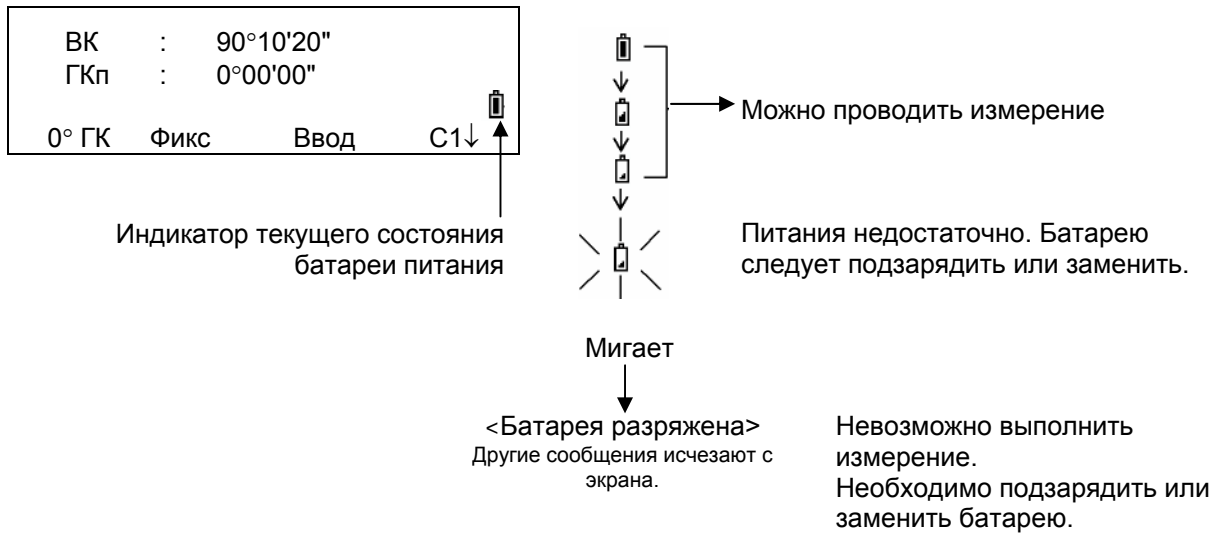 ВК : 90°10'20"
ГКп : 0°00'00"
0° ГК Фикс Ввод С1↓
Индикатор текущего состояния
батареи питания
Можно проводить измерение
Питания недостаточно. Батарею
следует подзарядить или заменить.
Мигает
<Батарея разряжена>
Другие сообщения исчезают с
экрана.
Невозможно выполнить
измерение.
Необходимо подзарядить или
заменить батарею.